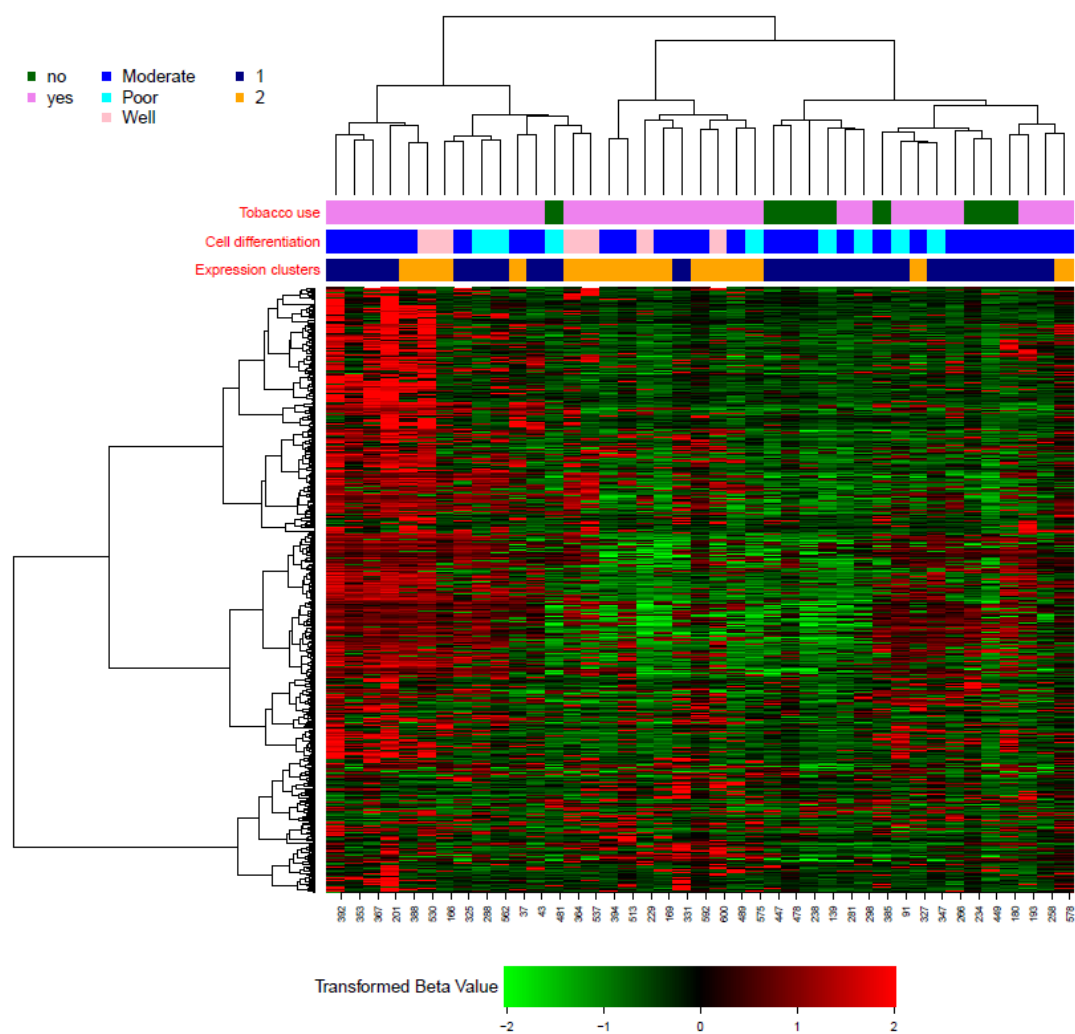 no Moderate 1
yes Poor 2
Well
Tobacco use
Cell differentiation
Expression clusters
392 353 367 201 388 530 166 325 288 562 37 43 481 364 537 394 513 229 169 331 592 600 489 575 447 478 238 139 281 298 385 91 327 347 266 234 449 180 193 258 578
Transformed Beta Value
−2 −1 0 1 2